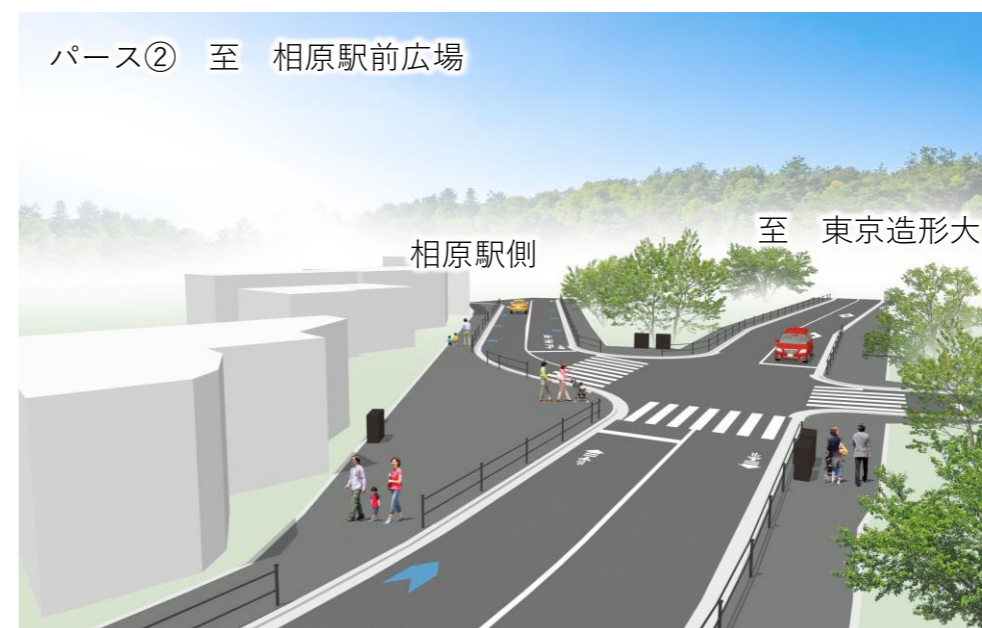 パース②　至　相原駅前広場
至　東京造形大
相原駅側